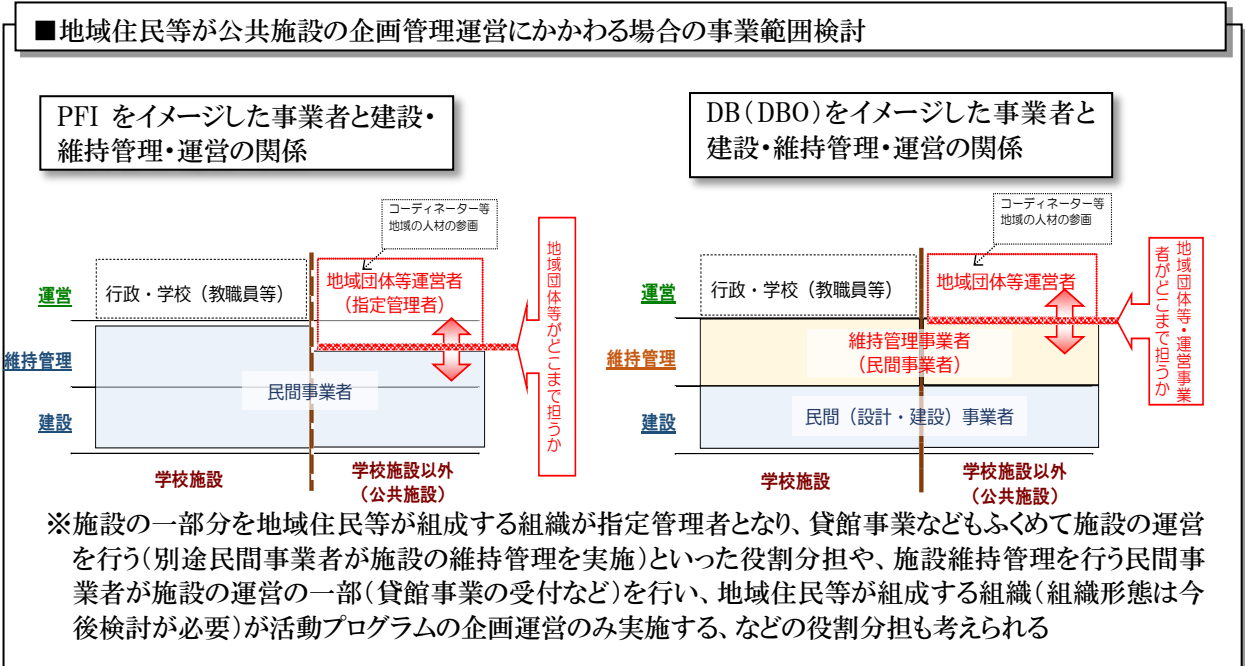 ■地域住民等が公共施設の企画管理運営にかかわる場合の事業範囲検討
PFI をイメージした事業者と建設・
維持管理・運営の関係
コーディネーター等
地域の人材の参画
運営
行政・学校（教職員等）
地域団体等運営者
（指定管理者）
維持管理
民間事業者
建設
学校施設
学校施設以外
（公共施設）
地域団体等がどこまで担うか
DB（DBO）をイメージした事業者と
建設・維持管理・運営の関係
コーディネーター等
地域の人材の参画
運営
行政・学校（教職員等）
地域団体等運営者
維持管理
維持管理事業者
（民間事業者）
建設
民間（設計・建設）事業者
学校施設
学校施設以外
（公共施設）
地域団体等・運営事業
者がどこまで担うか
※施設の一部分を地域住民等が組成する組織が指定管理者となり、貸館事業などもふくめて施設の運営
を行う（別途民間事業者が施設の維持管理を実施）といった役割分担や、施設維持管理を行う民間事
業者が施設の運営の一部（貸館事業の受付など）を行い、地域住民等が組成する組織（組織形態は今
後検討が必要）が活動プログラムの企画運営のみ実施する、などの役割分担も考えられる